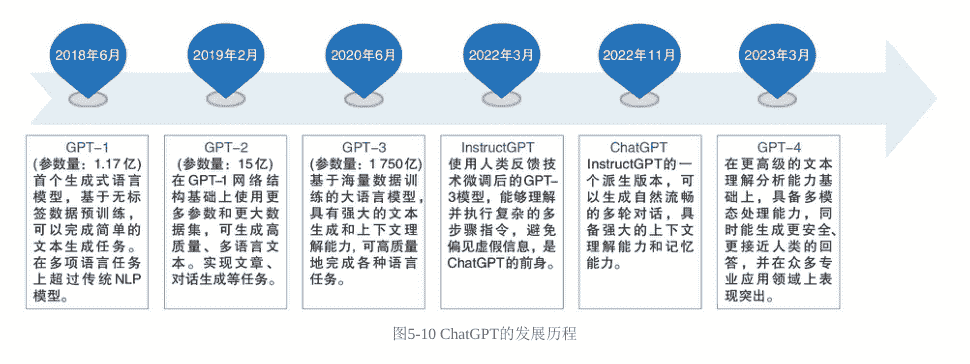 2018年6月
2019年2月
2020年6月
2022年3月
2022年11月
2023年3月
GPT-1
(参数量：1.17亿)
首个生成式语言
模型，基于无标
签数据预训练，可
以完成简单的
文本生成任务。
在多项语言任务
上超过传统NLP
模型。
GPT-2
(参数量：15亿)
在GPT-1网络结
构基础上使用更
多参数和更大数
据集，可生成高
质量、多语言文
本。实现文章、
对话生成等任务。
GPT-3
(参数量：1 750亿)
基于海量数据训
练的大语言模型，
具有强大的文本
生成和上下文理
解能力, 可高质量
地完成各种语言
任务。
InstructGPT
使用人类反馈技
术微调后的GPT-
3模型，能够理解
并执行复杂的多
步骤指令，避免
偏见虚假信息，是
ChatGPT的前身。
ChatGPT
InstructGPT的一
个派生版本，可
以生成自然流畅
的多轮对话，具
备强大的上下文
理解能力和记忆
能力。
GPT-4
在更高级的文本
理解分析能力基
础上，具备多模
态处理能力，同
时能生成更安全、
更接近人类的回
答，并在众多专
业应用领域上表
现突出。
图5-10 ChatGPT的发展历程